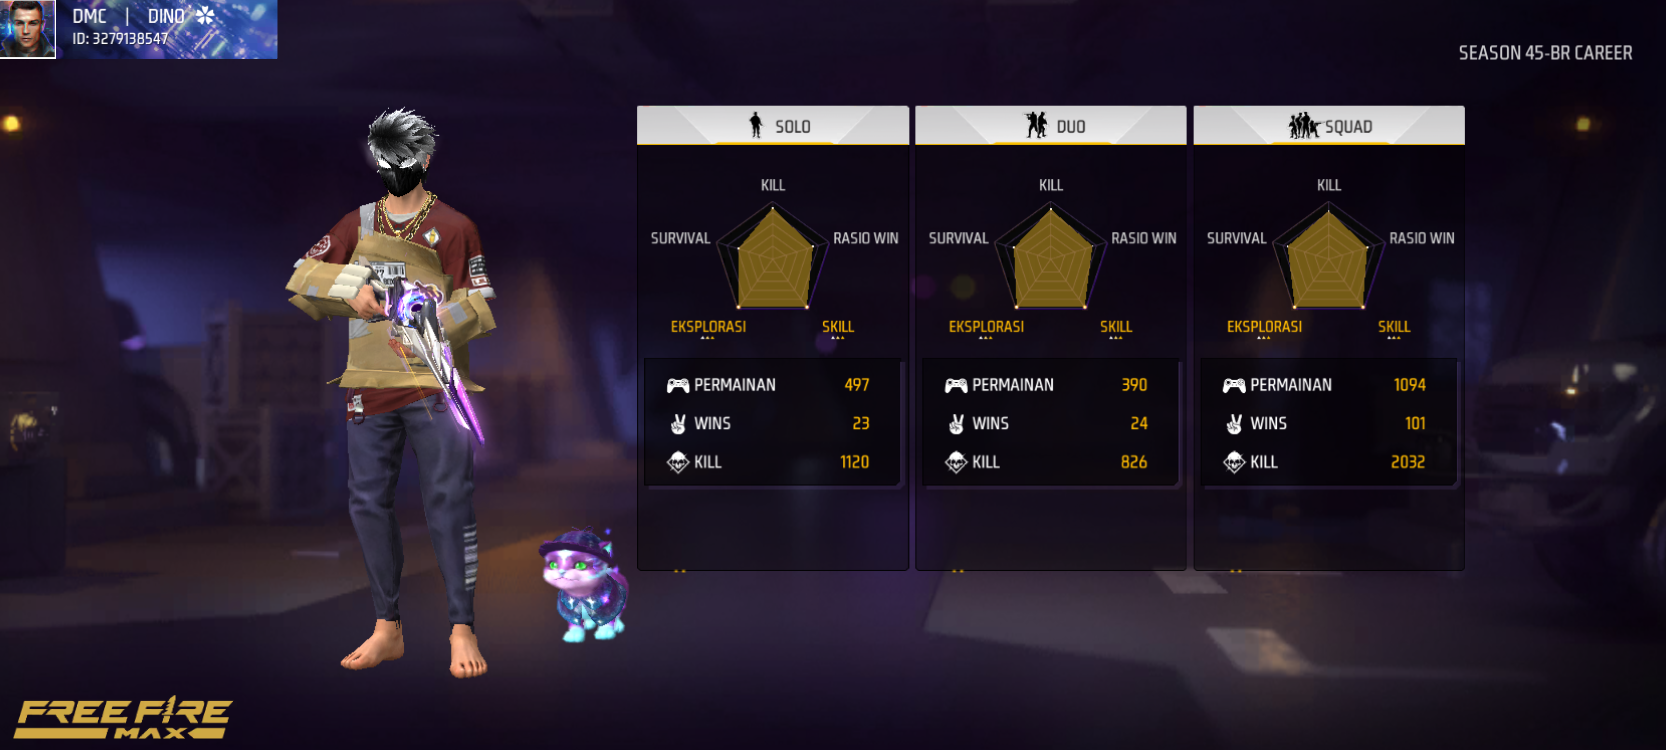 DMC | DINO
ID: 3279138547
SEASON 45-BR CAREER
SOLO
KILL
SURVIVAL
RASIO WIN
EKSPLORASI
SKILL
PERMAINAN 497
WINS 23
KILL 1120
DUO
KILL
SURVIVAL
RASIO WIN
EKSPLORASI
SKILL
PERMAINAN 390
WINS 24
KILL 826
SQUAD
KILL
SURVIVAL
RASIO WIN
EKSPLORASI
SKILL
PERMAINAN 1094
WINS 101
KILL 2032
FREE FIRE
MAX